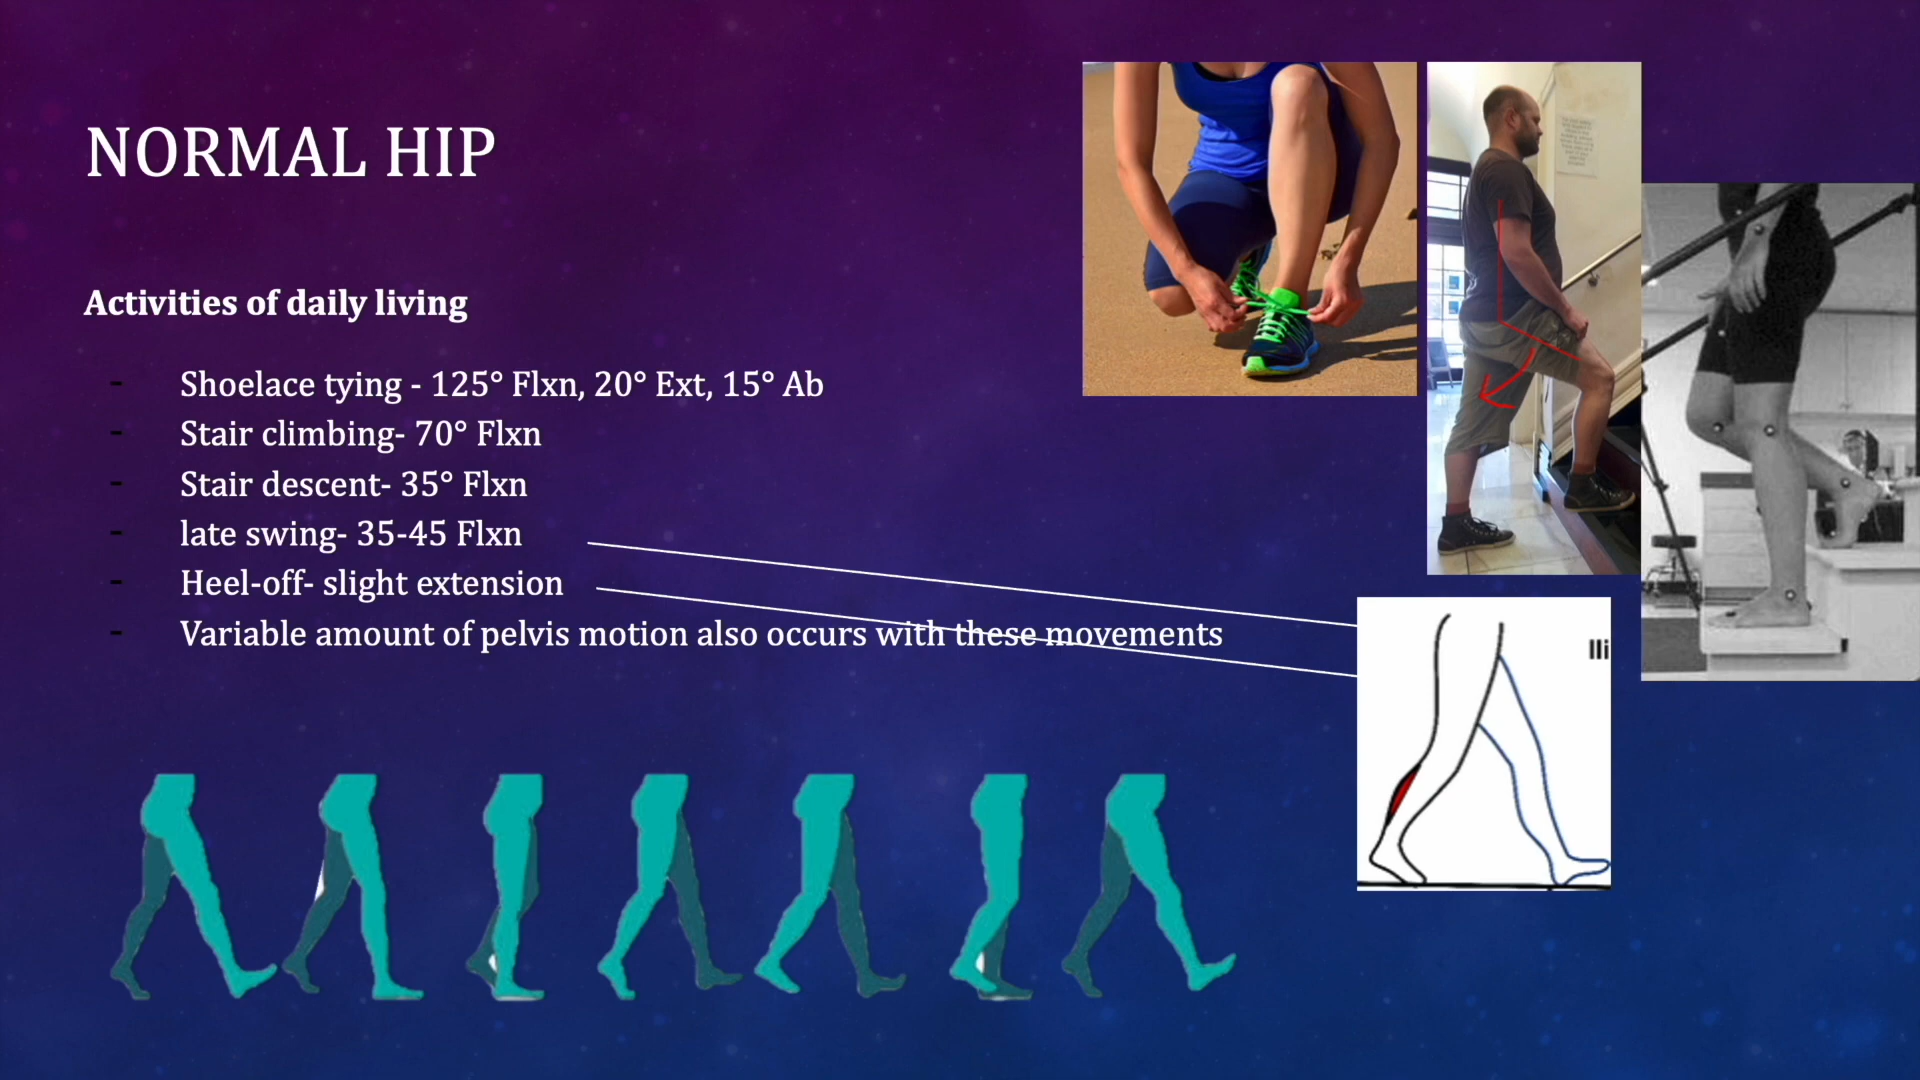 NORMAL HIP
Activities of daily living
- Shoelace tying - 125° Flxn, 20° Ext, 15° Ab
- Stair climbing- 70° Flxn
- Stair descent- 35° Flxn
- late swing- 35-45 Flxn
- Heel-off- slight extension
- Variable amount of pelvis motion also occurs with these movements
Ili